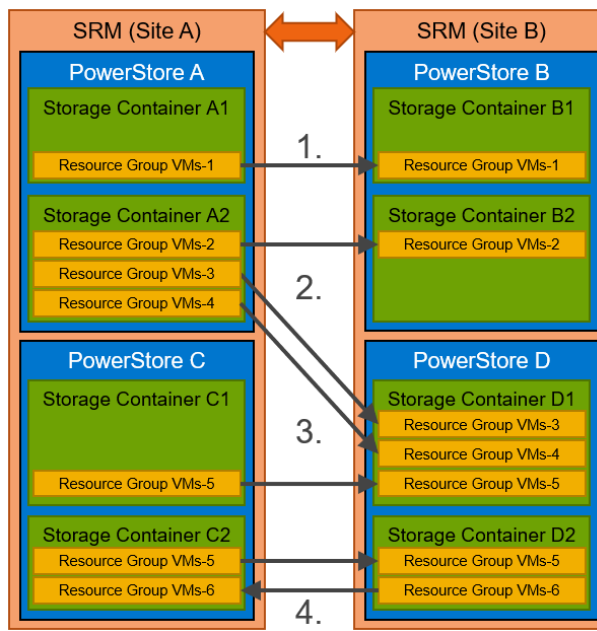 SRM (Site A)
SRM (Site B)
PowerStore A
PowerStore B
Storage Container A1
Storage Container B1
1.
Resource Group VMs-1
Resource Group VMs-1
Storage Container A2
Storage Container B2
Resource Group VMs-2
Resource Group VMs-2
Resource Group VMs-3
2.
Resource Group VMs-4
PowerStore C
PowerStore D
Storage Container C1
Storage Container D1
Resource Group VMs-3
3.
Resource Group VMs-4
Resource Group VMs-5
Resource Group VMs-5
Storage Container C2
Storage Container D2
Resource Group VMs-5
Resource Group VMs-5
Resource Group VMs-6
Resource Group VMs-6
4.